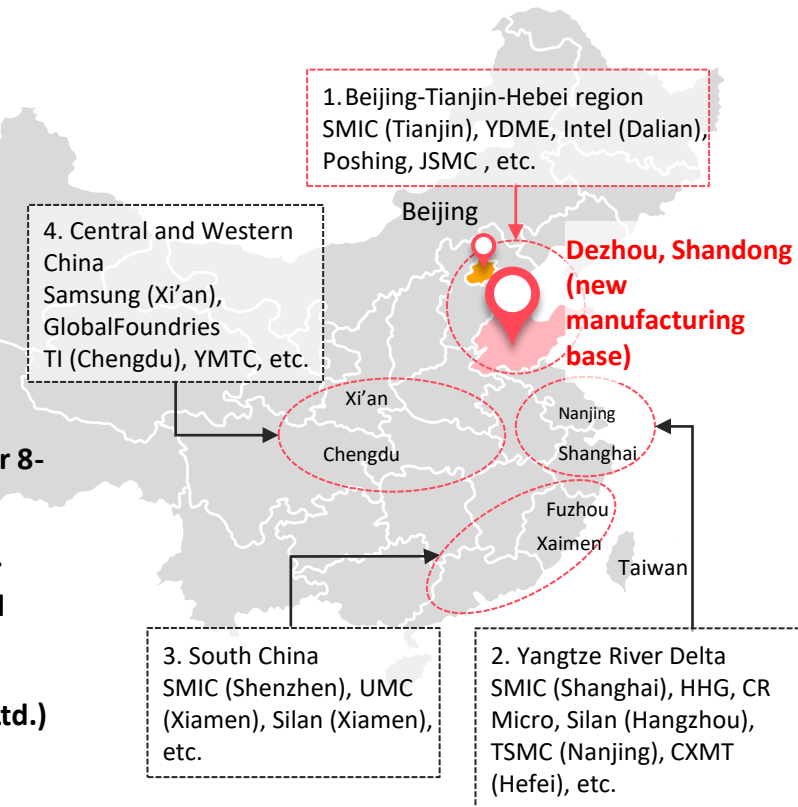 1. Beijing-Tianjin-Hebei region
SMIC (Tianjin), YDME, Intel (Dalian),
Poshing, JSMC , etc.
Beijing
4. Central and Western
China
Samsung (Xi’an),
GlobalFoundries
TI (Chengdu), YMTC, etc.
Dezhou, Shandong
(new
manufacturing
base)
Xi’an
Chengdu
Nanjing
Shanghai
r 8-
Fuzhou
Xaimen
Taiwan
td.)
3. South China
SMIC (Shenzhen), UMC
(Xiamen), Silan (Xiamen),
etc.
2. Yangtze River Delta
SMIC (Shanghai), HHG, CR
Micro, Silan (Hangzhou),
TSMC (Nanjing), CXMT
(Hefei), etc.